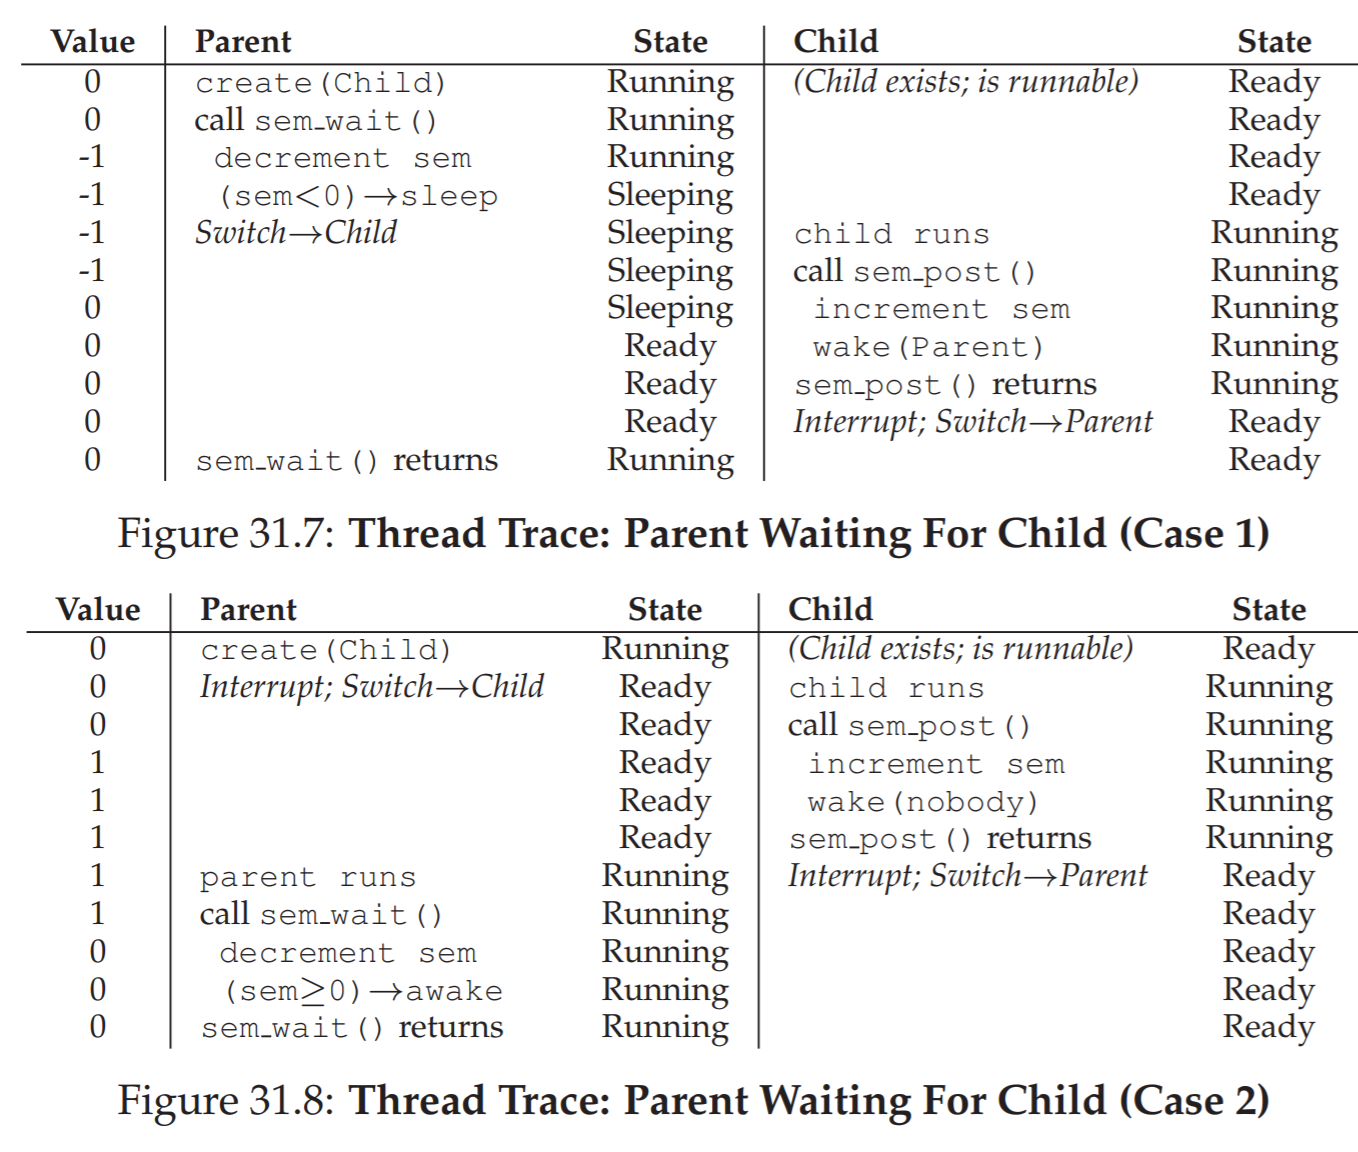 Value Parent State Child State
0 create(Child) Running (Child exists; is runnable) Ready
0 call sem_wait() Running Ready
-1 decrement sem Running Ready
-1 (sem<0)→sleep Sleeping Ready
-1 Switch→Child Sleeping child runs Running
-1 Sleeping call sem_post() Running
0 Sleeping increment sem Running
0 Ready wake(Parent) Running
0 Ready sem_post() returns Running
0 Ready Interrupt; Switch→Parent Ready
0 sem_wait() returns Running Ready
Figure 31.7: Thread Trace: Parent Waiting For Child (Case 1)
Value Parent State Child State
0 create(Child) Running (Child exists; is runnable) Ready
0 Interrupt; Switch→Child Ready child runs Running
0 Ready call sem_post() Running
1 Ready increment sem Running
1 Ready wake(nobody) Running
1 Ready sem_post() returns Running
1 parent runs Running Interrupt; Switch→Parent Ready
1 call sem_wait() Running Ready
0 decrement sem Running Ready
0 (sem≥0)→awake Running Ready
0 sem_wait() returns Running Ready
Figure 31.8: Thread Trace: Parent Waiting For Child (Case 2)